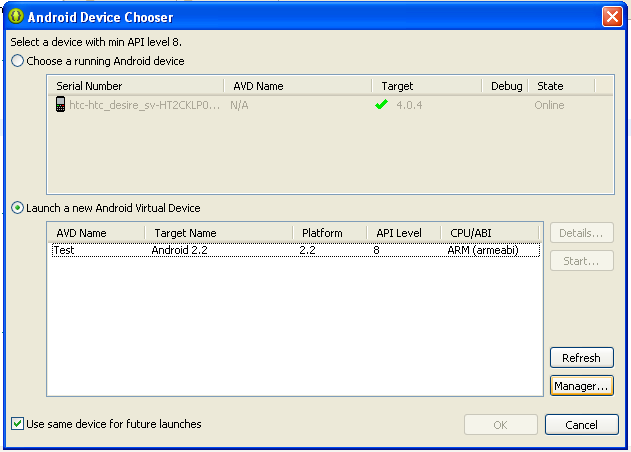 Android Device Chooser
Select a device with min API level 8.
Choose a running Android device
Serial Number AVD Name Target Debug State
htc-htc_desire_sv-HT2CKLP0... N/A 4.0.4 Online
Launch a new Android Virtual Device
AVD Name Target Name Platform API Level CPU/ABI
Details...
Test Android 2.2 2.2 8 ARM (armeabi)
Start...
Refresh
Manager...
Use same device for future launches
OK Cancel